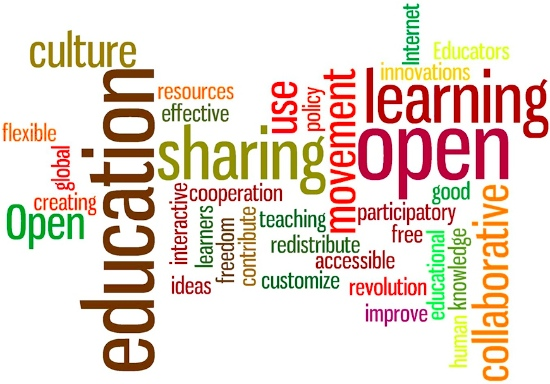 Internet
culture
Educators
innovations
education
learning
resources
use
policy
movement
effective
flexible
sharing
open
global
creating
Open
interactive
cooperation
good
learners
freedom
contribute
teaching
participatory
collaborative
redistribute
free
accessible
educational
knowledge
ideas
customize
revolution
improve
human